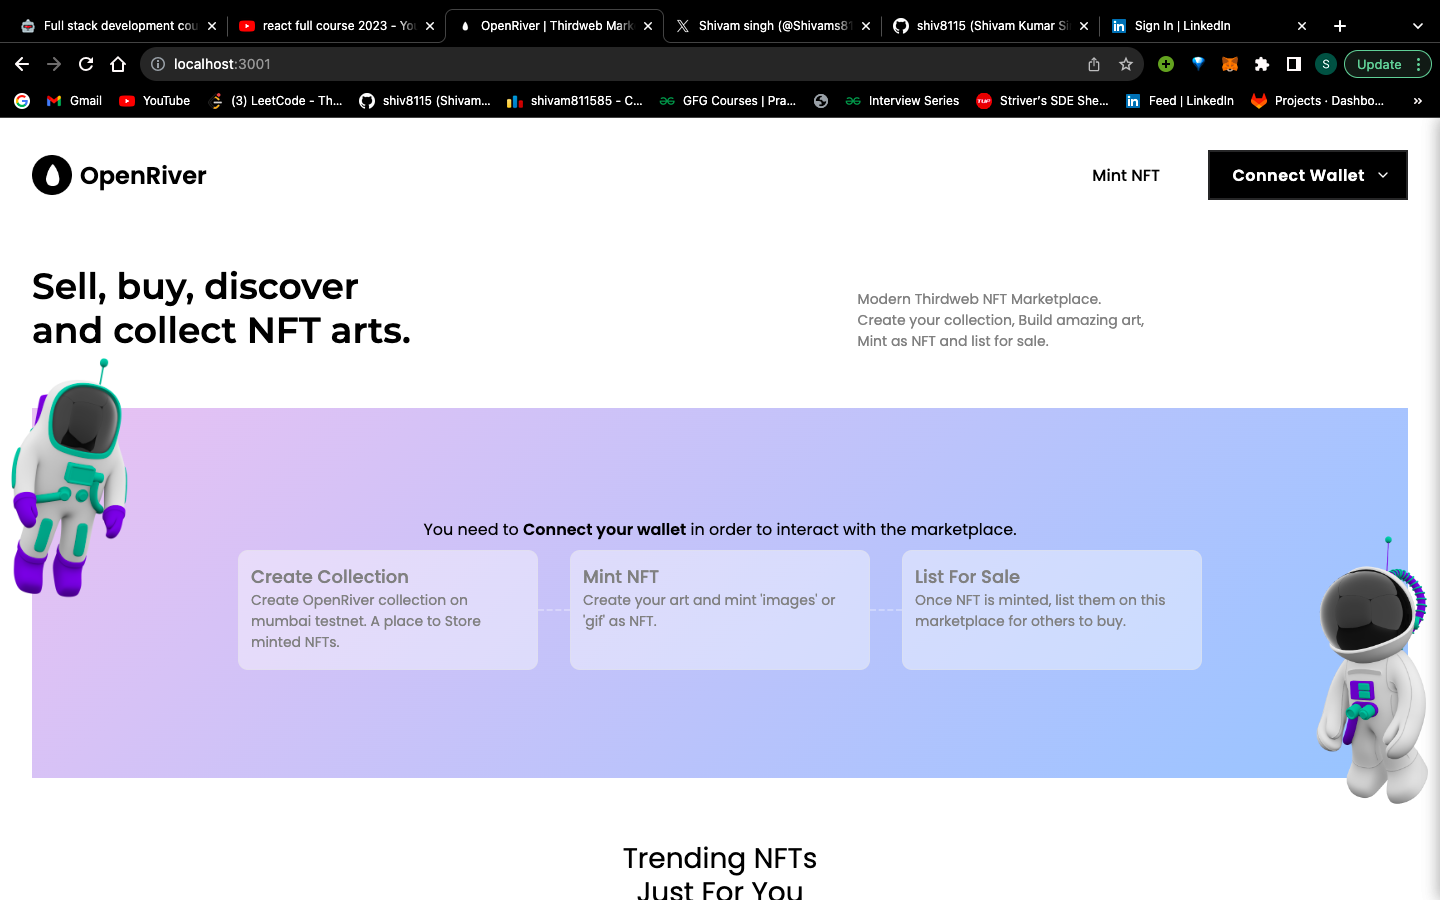 Full stack development cou
react full course 2023 - You
OpenRiver | Thirdweb Mark
Shivam singh (@Shivams81
shiv8115 (Shivam Kumar Si
Sign In | LinkedIn
localhost:3001
S
Update
Gmail
YouTube
(3) LeetCode - Th...
shiv8115 (Shivam...
shivam811585 - C...
GFG Courses | Pra...
Interview Series
TUF
Striver's SDE She...
Feed | LinkedIn
Projects · Dashbo...
»
OpenRiver
Mint NFT
Connect Wallet
Sell, buy, discover
and collect NFT arts.
Modern Thirdweb NFT Marketplace.
Create your collection, Build amazing art,
Mint as NFT and list for sale.
You need to Connect your wallet in order to interact with the marketplace.
Create Collection
Create OpenRiver collection on
mumbai testnet. A place to Store
minted NFTs.
Mint NFT
Create your art and mint 'images' or
'gif' as NFT.
List For Sale
Once NFT is minted, list them on this
marketplace for others to buy.
Trending NFTs
Just For You